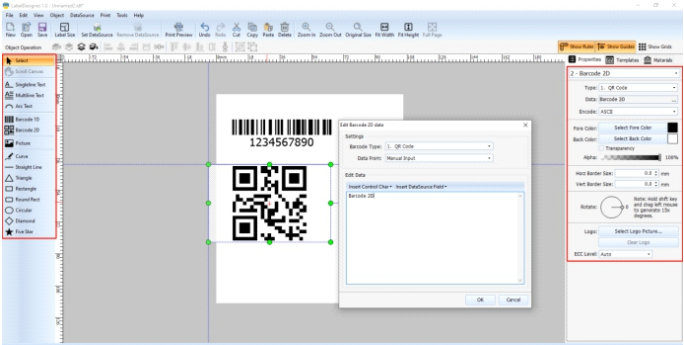 LabelDesigner 1.0 - Unnamed2.ld*
File Edit View Object DataSource Print Tools Help
New Open Save Label Size Set DataSource Remove DataSource Print Preview Undo Redo Cut Copy Paste Delete Zoom In Zoom Out Original Size Fit Width Fit Height Full Page
Object Operation
Show Ruler Show Guider Show Grids
Select
Scroll Canvas
Singleline Text
Multiline Text
Arc Text
Barcode 1D
Barcode 2D
Picture
Curve
Straight Line
Triangle
Rectangle
Round Rect
Circular
Diamond
Five Star
1234567890
Edit Barcode 2D data
Settings
Barcode Type: 1. QR Code
Data From: Manual Input
Edit Data
Insert Control Char Insert DataSource Field
Barcode 2D
OK Cancel
Properties Templates Materials
2 - Barcode 2D
Type: 1. QR Code
Data: Barcode 2D ...
Encode: ASCII
Fore Color: Select Fore Color
Back Color: Select Back Color
Transparency
Alpha: 100%
Horz Border Size: 0.0 mm
Vert Border Size: 0.0 mm
Rotate: 0
Note: Hold shift key and drag left mouse to generate 15x degrees.
Logo: Select Logo Picture...
Clear Logo
ECC Level: Auto